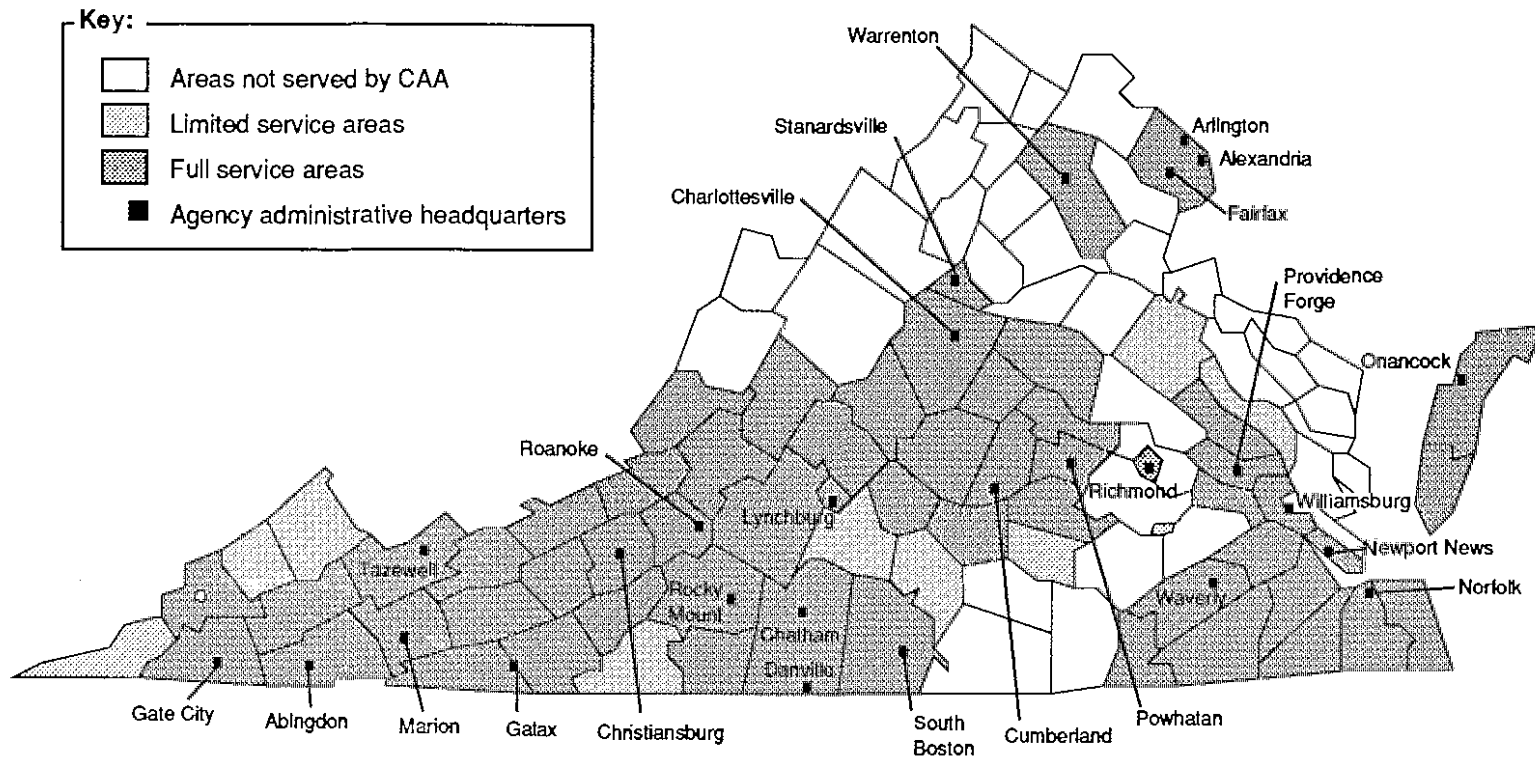 Key:
Areas not served by CAA
Limited service areas
Full service areas
Agency administrative headquarters
Warrenton
Stanardsville
Charlottesville
Arlington
Alexandria
Fairfax
Providence
Forge
Onancock
Roanoke
Lynchburg
Richmond
Williamsburg
Newport News
Norfolk
Tazewell
Rocky
Mount
Chatham
Danville
Waverly
Gate City
Abingdon
Marion
Galax
Christiansburg
South
Boston
Cumberland
Powhatan